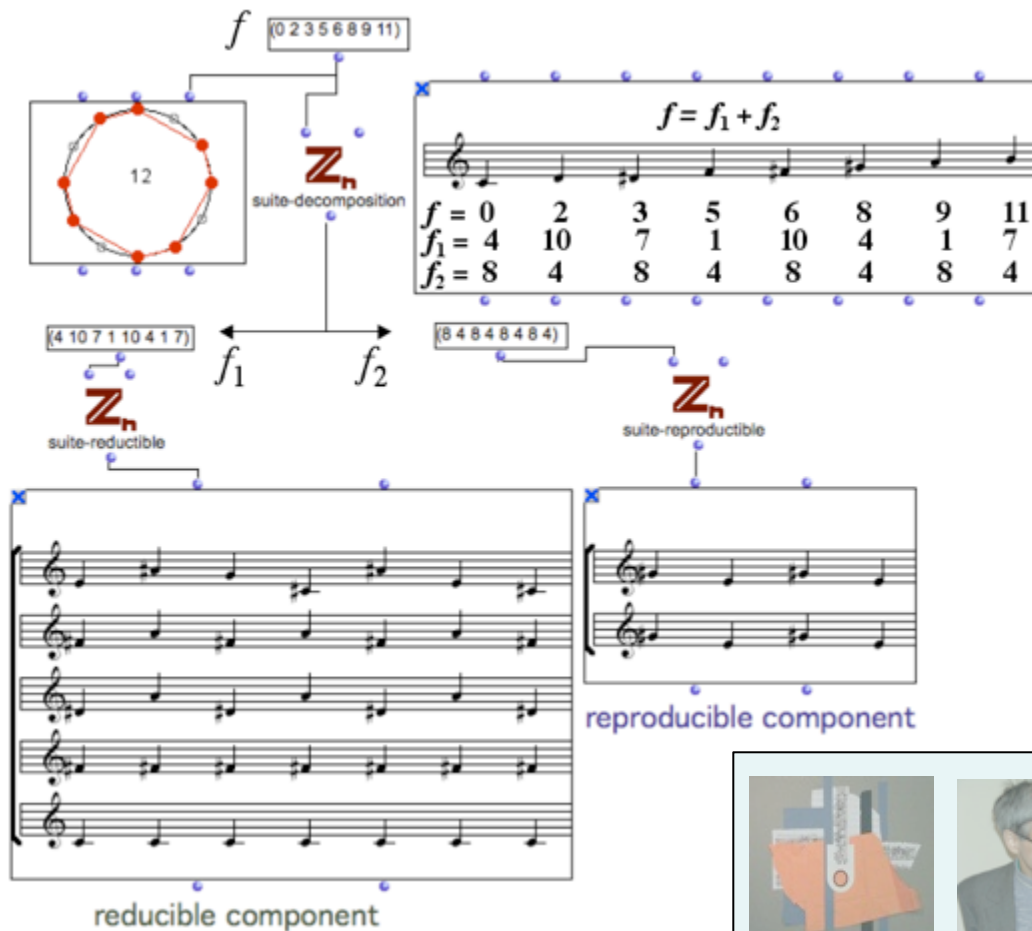 f
(0 2 3 5 6 8 9 11)
12
Zn
suite-decomposition
f = f1 + f2
f = 0 2 3 5 6 8 9 11
f1 = 4 10 7 1 10 4 1 7
f2 = 8 4 8 4 8 4 8 4
(4 10 7 1 10 4 1 7)
f1
f2
(8 4 8 4 8 4 8 4)
Zn
suite-reductible
Zn
suite-reproductible
reproducible component
reducible component